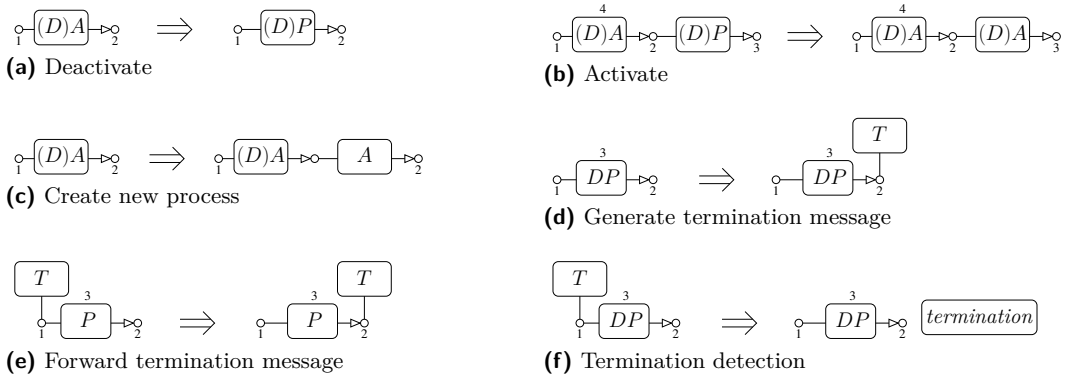 (D)A (D)P
1 2 1 2
(a) Deactivate
4 4
(D)A (D)P (D)A (D)A
1 2 3 1 2 3
(b) Activate
(D)A (D)A A
1 2 1 2
(c) Create new process
T
3 3
DP DP
1 2 1 2
(d) Generate termination message
T T
3 3
P P
1 2 1 2
(e) Forward termination message
T
3 3
DP DP termination
1 2 1 2
(f) Termination detection